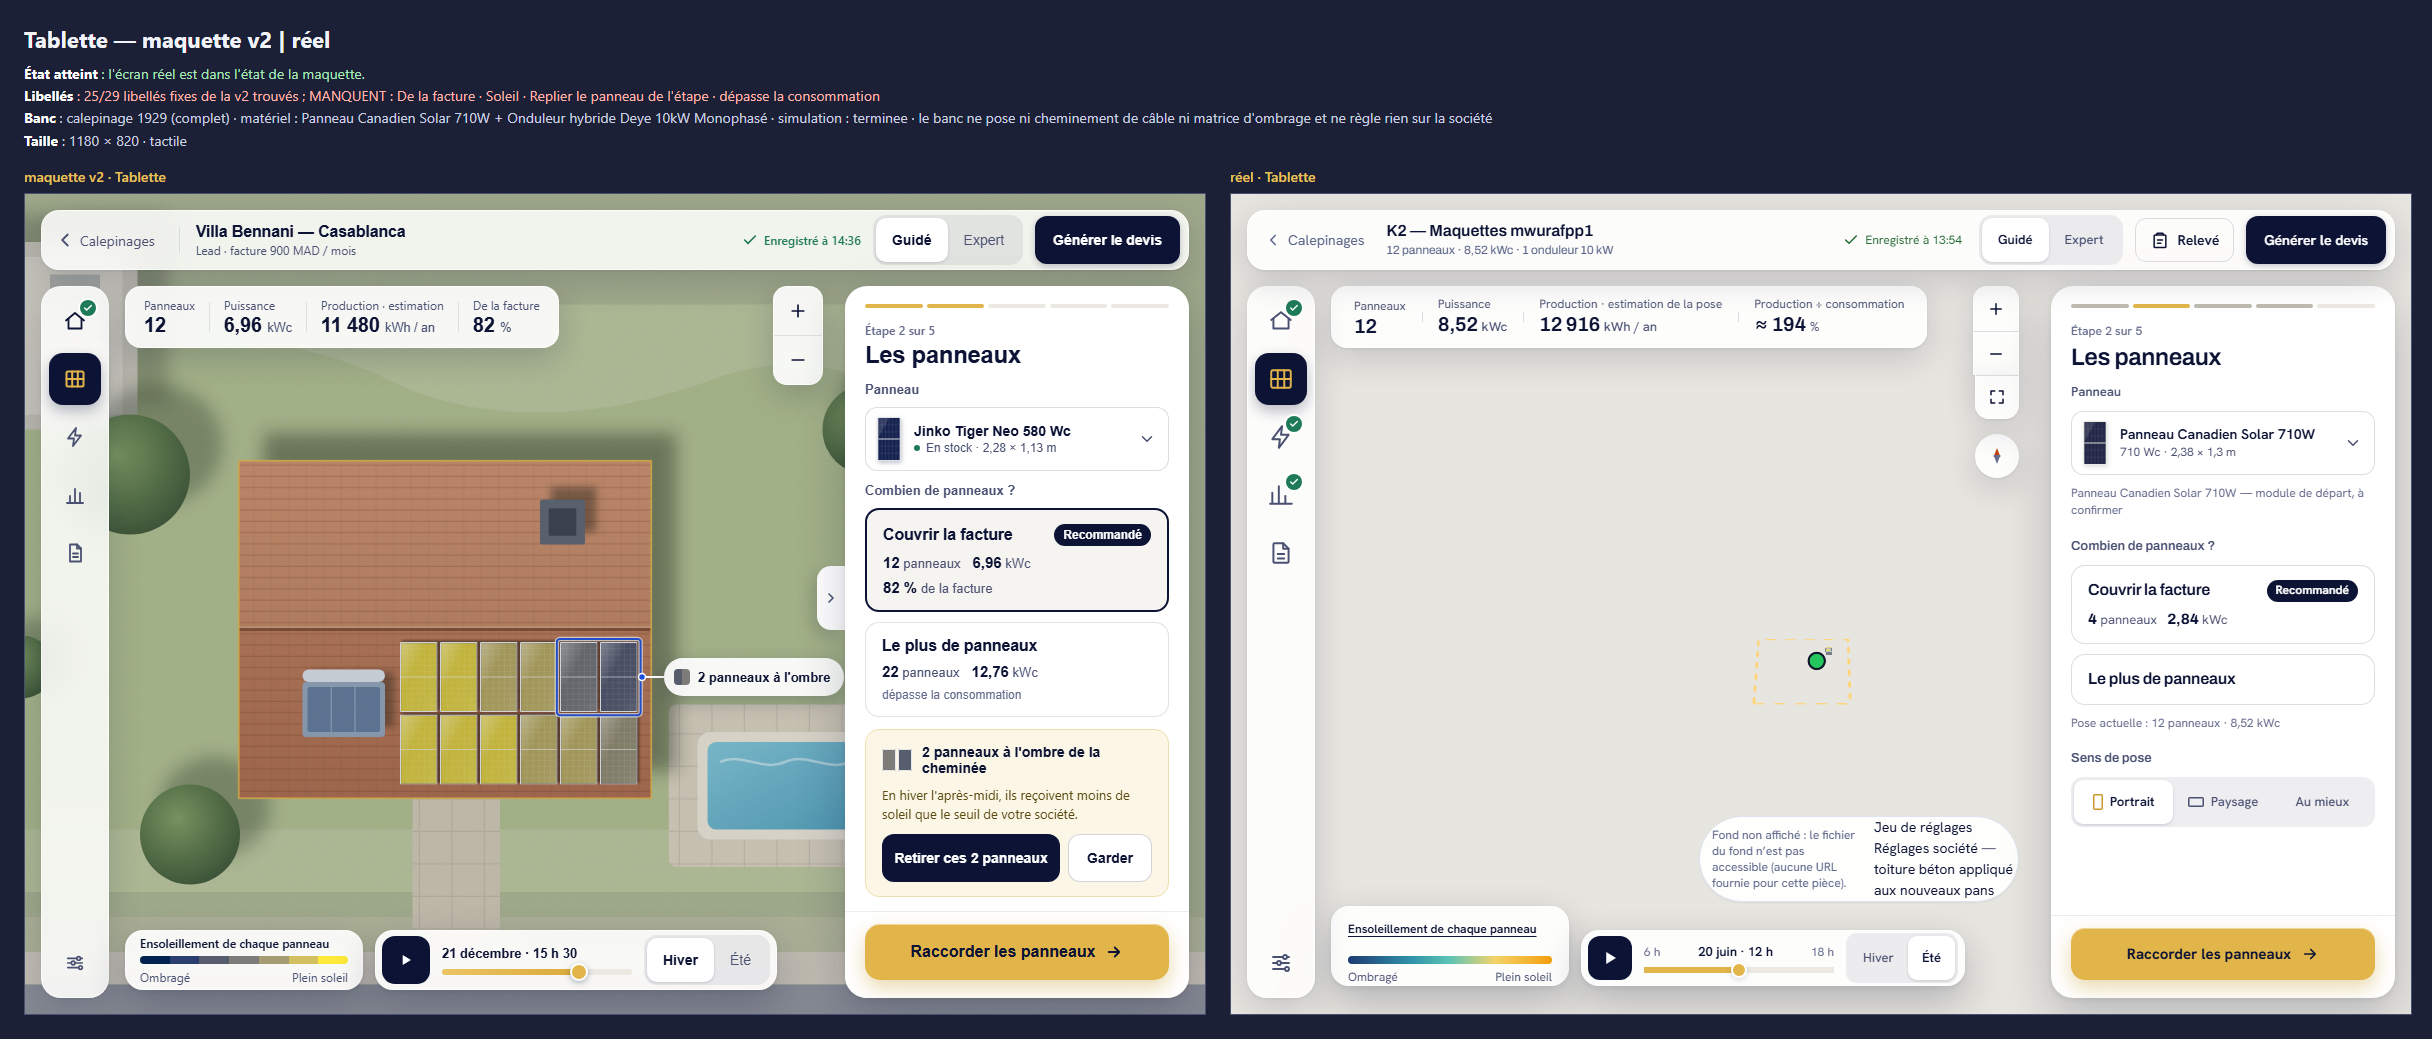 Tablette — maquette v2 | réel
État atteint : l'écran réel est dans l'état de la maquette.
Libellés : 25/29 libellés fixes de la v2 trouvés ; MANQUENT : De la facture · Soleil · Replier le panneau de l'étape · dépasse la consommation
Banc : calepinage 1929 (complet) · matériel : Panneau Canadien Solar 710W + Onduleur hybride Deye 10kW Monophasé · simulation : terminee · le banc ne pose ni cheminement de câble ni matrice d'ombrage et ne règle rien sur la société
Taille : 1180 × 820 · tactile
maquette v2 · Tablette
Calepinages
Villa Bennani — Casablanca
Lead · facture 900 MAD / mois
Enregistré à 14:36
Guidé
Expert
Générer le devis
Panneaux
12
Puissance
6,96 kWc
Production · estimation
11 480 kWh / an
De la facture
82 %
+
−
Étape 2 sur 5
Les panneaux
Panneau
Jinko Tiger Neo 580 Wc
En stock · 2,28 × 1,13 m
Combien de panneaux ?
Couvrir la facture
Recommandé
12 panneaux 6,96 kWc
82 % de la facture
Le plus de panneaux
22 panneaux 12,76 kWc
dépasse la consommation
2 panneaux à l'ombre
2 panneaux à l'ombre de la
cheminée
En hiver l'après-midi, ils reçoivent moins de
soleil que le seuil de votre société.
Retirer ces 2 panneaux
Garder
Raccorder les panneaux →
Ensoleillement de chaque panneau
Ombragé
Plein soleil
21 décembre · 15 h 30
Hiver
Été
réel · Tablette
Calepinages
K2 — Maquettes mwurafpp1
12 panneaux · 8,52 kWc · 1 onduleur 10 kW
Enregistré à 13:54
Guidé
Expert
Relevé
Générer le devis
Panneaux
12
Puissance
8,52 kWc
Production · estimation de la pose
12 916 kWh / an
Production ÷ consommation
≈ 194 %
+
−
Étape 2 sur 5
Les panneaux
Panneau
Panneau Canadien Solar 710W
710 Wc · 2,38 × 1,3 m
Panneau Canadien Solar 710W — module de départ, à
confirmer
Combien de panneaux ?
Couvrir la facture
Recommandé
4 panneaux 2,84 kWc
Le plus de panneaux
Pose actuelle : 12 panneaux · 8,52 kWc
Sens de pose
Portrait
Paysage
Au mieux
Fond non affiché : le fichier
du fond n'est pas
accessible (aucune URL
fournie pour cette pièce).
Jeu de réglages
Réglages société —
toiture béton appliqué
aux nouveaux pans
Raccorder les panneaux →
Ensoleillement de chaque panneau
Ombragé
Plein soleil
6 h
20 juin · 12 h
18 h
Hiver
Été